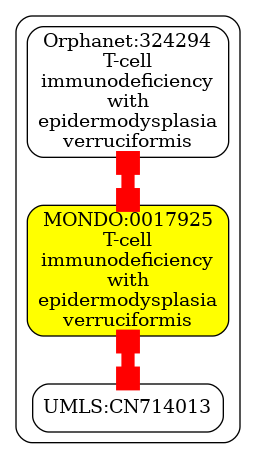 Orphanet:324294
T-cell
immunodeficiency
with
epidermodysplasia
verruciformis
MONDO:0017925
T-cell
immunodeficiency
with
epidermodysplasia
verruciformis
UMLS:CN714013